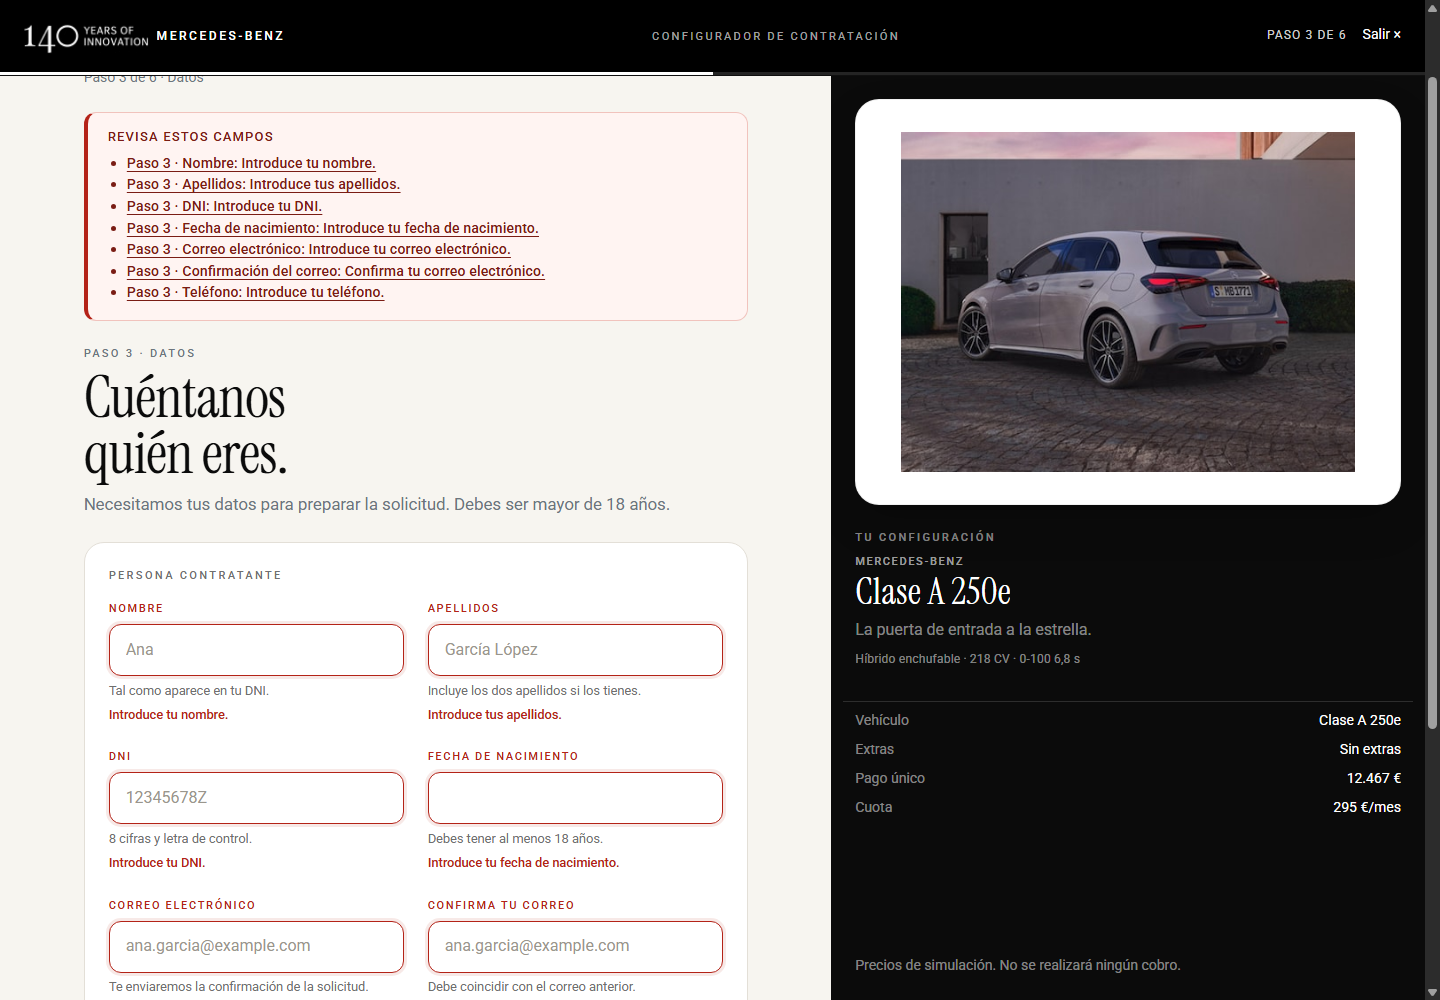 140 YEARS OF
INNOVATION
MERCEDES-BENZ
CONFIGURADOR DE CONTRATACIÓN
PASO 3 DE 6
Salir ×
Paso 3 de 6 · Datos
REVISA ESTOS CAMPOS
Paso 3 · Nombre: Introduce tu nombre.
Paso 3 · Apellidos: Introduce tus apellidos.
Paso 3 · DNI: Introduce tu DNI.
Paso 3 · Fecha de nacimiento: Introduce tu fecha de nacimiento.
Paso 3 · Correo electrónico: Introduce tu correo electrónico.
Paso 3 · Confirmación del correo: Confirma tu correo electrónico.
Paso 3 · Teléfono: Introduce tu teléfono.
PASO 3 · DATOS
Cuéntanos
quién eres.
Necesitamos tus datos para preparar la solicitud. Debes ser mayor de 18 años.
PERSONA CONTRATANTE
NOMBRE
Ana
Tal como aparece en tu DNI.
Introduce tu nombre.
APELLIDOS
García López
Incluye los dos apellidos si los tienes.
Introduce tus apellidos.
DNI
12345678Z
8 cifras y letra de control.
Introduce tu DNI.
FECHA DE NACIMIENTO
Debes tener al menos 18 años.
Introduce tu fecha de nacimiento.
CORREO ELECTRÓNICO
ana.garcia@example.com
Te enviaremos la confirmación de la solicitud.
CONFIRMA TU CORREO
ana.garcia@example.com
Debe coincidir con el correo anterior.
TU CONFIGURACIÓN
MERCEDES-BENZ
Clase A 250e
La puerta de entrada a la estrella.
Híbrido enchufable · 218 CV · 0-100 6,8 s
Vehículo
Clase A 250e
Extras
Sin extras
Pago único
12.467 €
Cuota
295 €/mes
Precios de simulación. No se realizará ningún cobro.